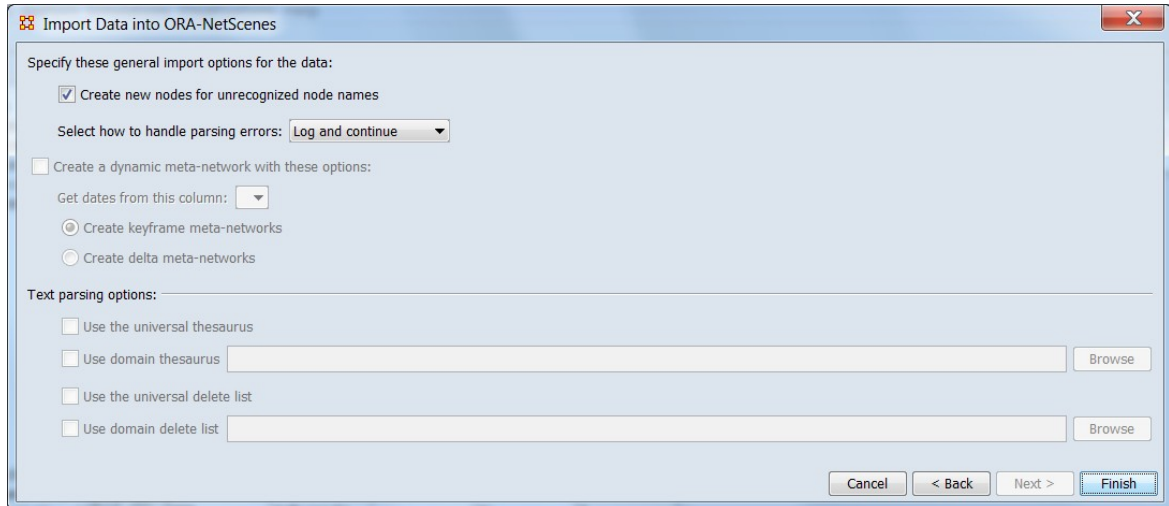 Import Data into ORA-NetScenes
Specify these general import options for the data:
Create new nodes for unrecognized node names
Select how to handle parsing errors: Log and continue
Create a dynamic meta-network with these options:
Get dates from this column:
Create keyframe meta-networks
Create delta meta-networks
Text parsing options:
Use the universal thesaurus
Use domain thesaurus Browse
Use the universal delete list
Use domain delete list Browse
Cancel < Back Next > Finish